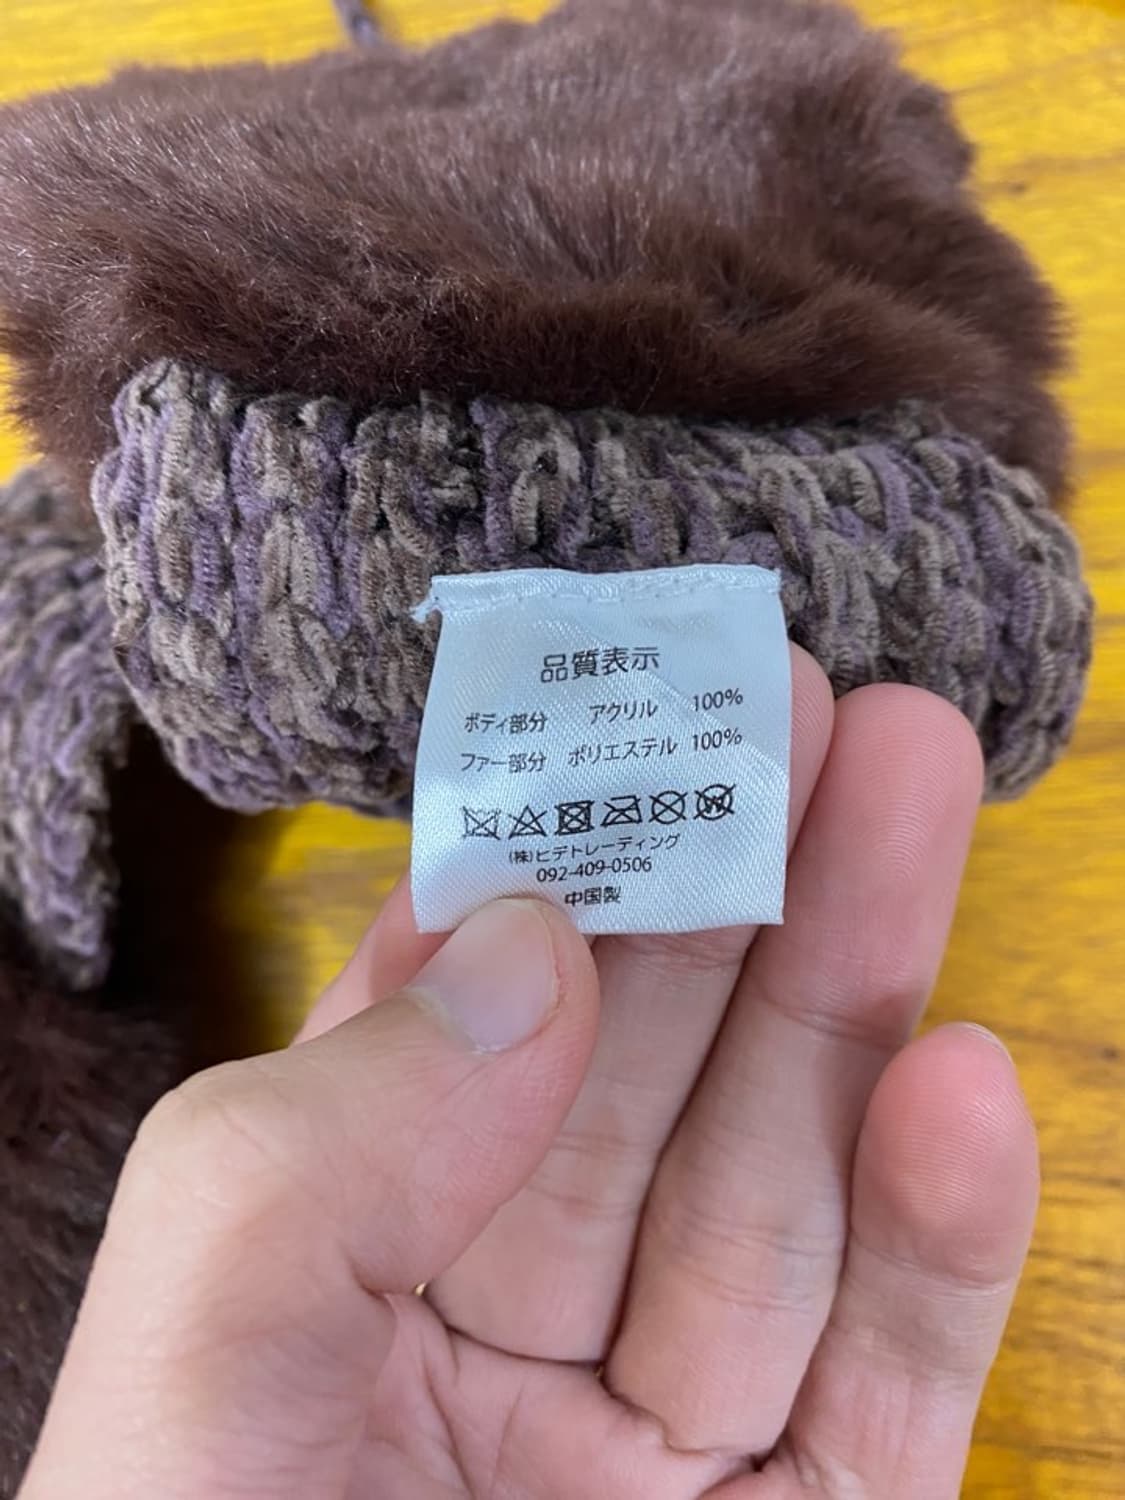 品質表示
ボディ部分 アクリル 100%
ファー部分 ポリエステル 100%
(株)ヒデトレーディング
092-409-0506
中国製